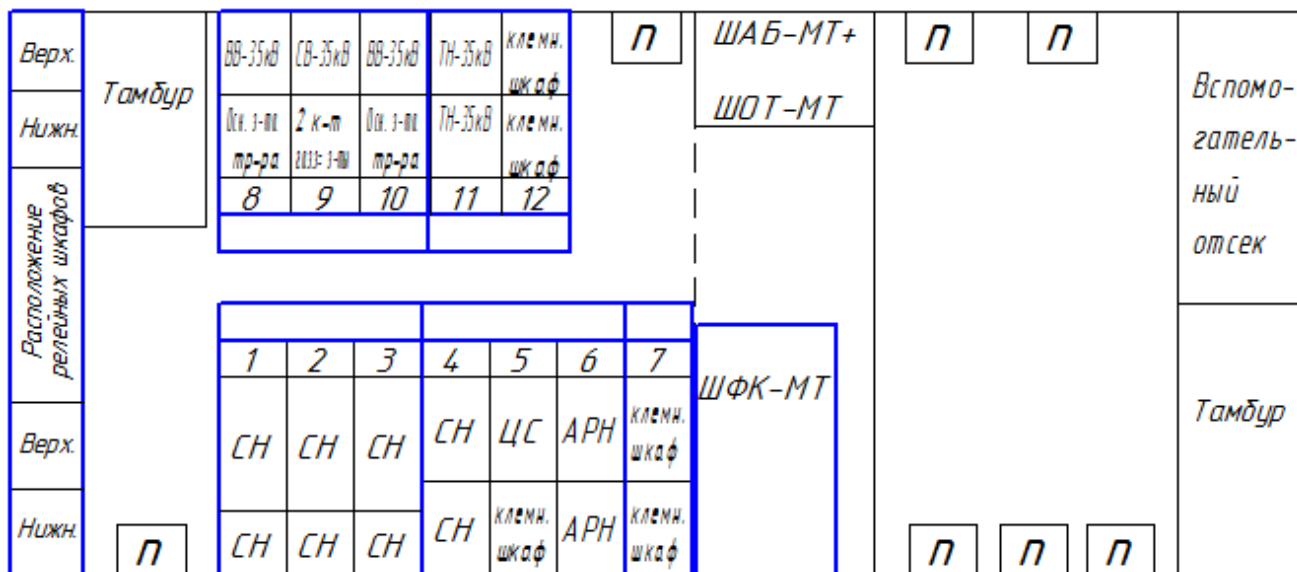 Верх.
Нижн.
Расположение
релейных шкафов
Верх.
Нижн.
Тамбур
ВВ-35кВ
СВ-35кВ
ВВ-35кВ
ТН-35кВ
клемн.
шкаф
Осн. з-та
тр-ра
2 к-т
Осн. з-та
тр-ра
ТН-35кВ
клемн.
шкаф
8
9
10
11
12
П
ШАБ-МТ+
ШОТ-МТ
П
П
Вспомо-
гатель-
ный
отсек
1
2
3
4
5
6
7
СН
СН
СН
СН
ЦС
АРН
клемн.
шкаф
СН
СН
СН
СН
клемн.
шкаф
АРН
клемн.
шкаф
ШФК-МТ
Тамбур
П
П
П
П